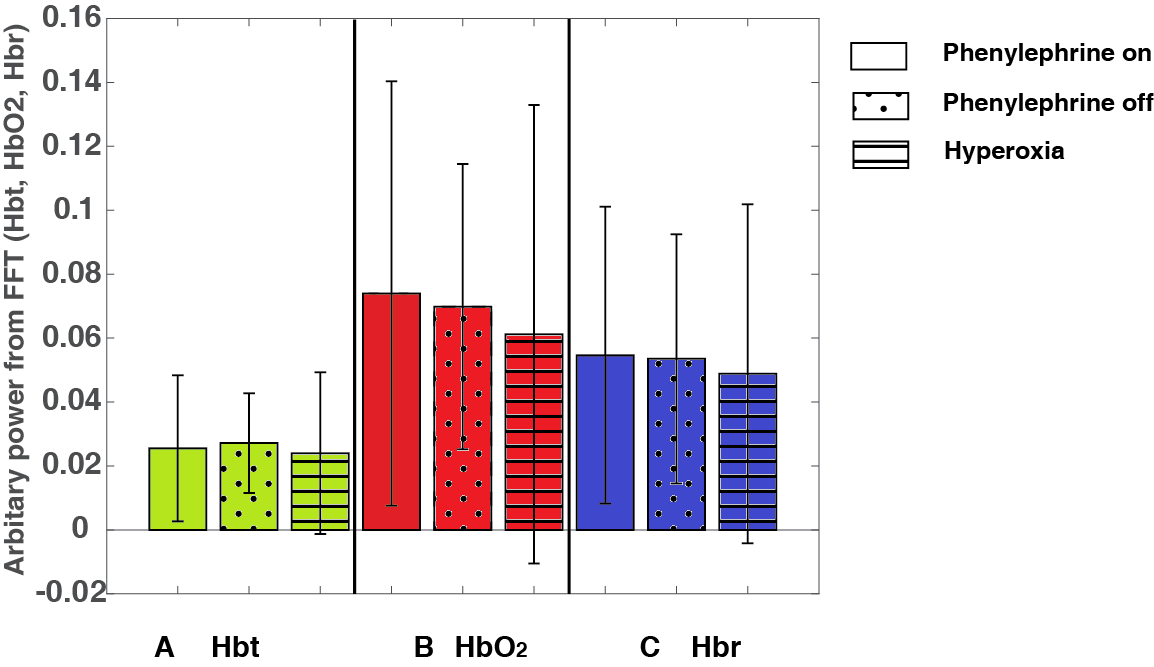 Arbitary power from FFT (Hbt, HbO2, Hbr)
0.16
0.14
0.12
0.1
0.08
0.06
0.04
0.02
0
-0.02
A Hbt
B HbO2
C Hbr
Phenylephrine on
Phenylephrine off
Hyperoxia